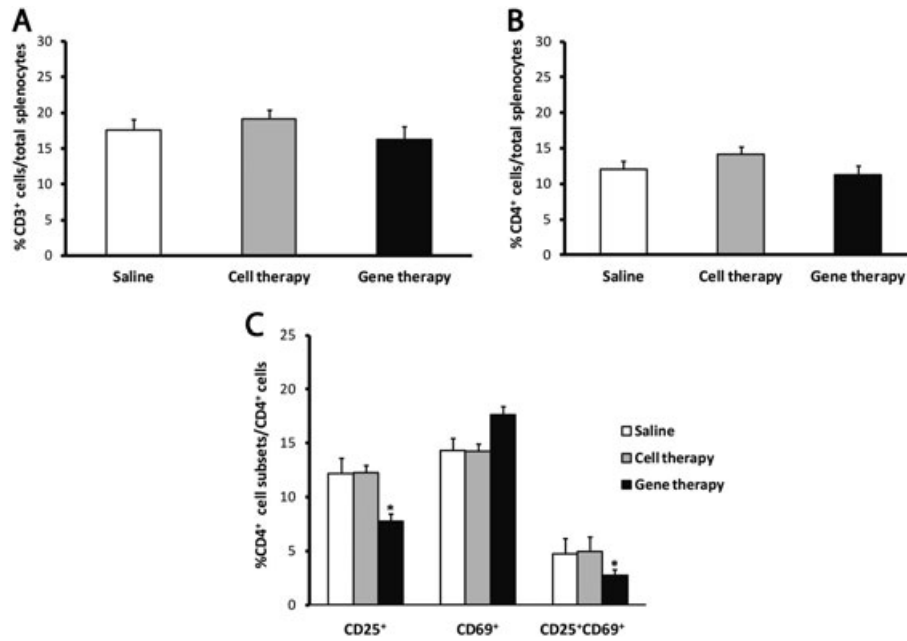 A
% CD3⁺ cells/total splenocytes
30
25
20
15
10
5
0
Saline
Cell therapy
Gene therapy
B
% CD4⁺ cells/total splenocytes
30
25
20
15
10
5
0
Saline
Cell therapy
Gene therapy
C
%CD4⁺ cell subsets/CD4⁺ cells
25
20
15
10
5
0
*
*
CD25⁺
CD69⁺
CD25⁺CD69⁺
Saline
Cell therapy
Gene therapy